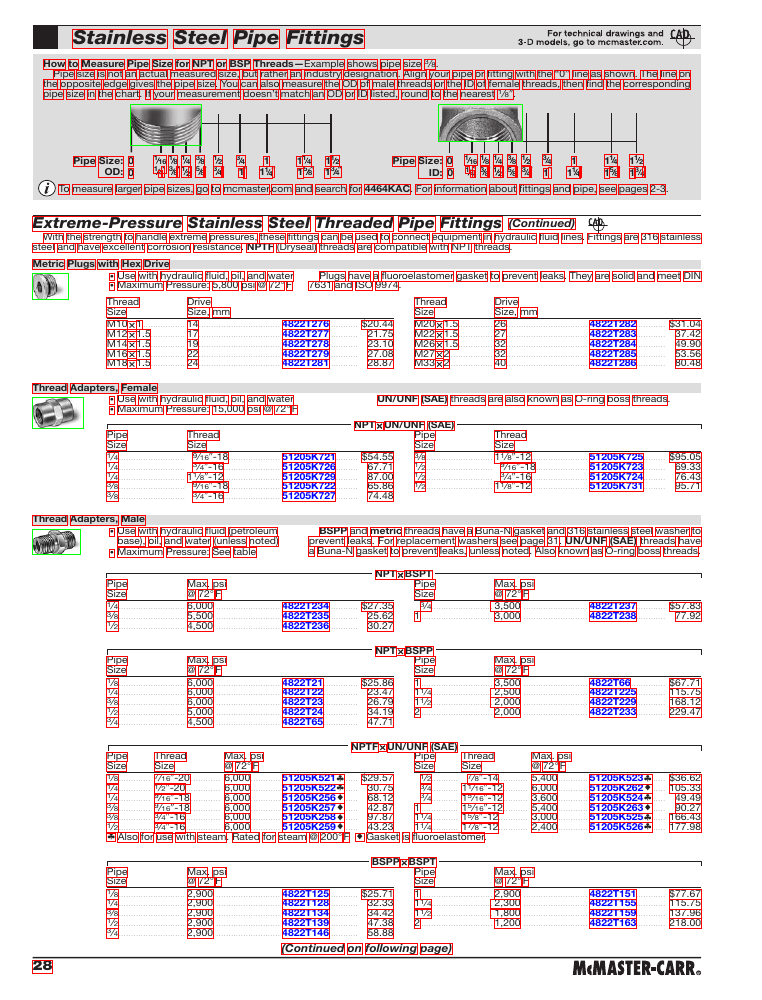 Stainless Steel Pipe Fittings
For technical drawings and
3-D models, go to mcmaster.com.
CAD
How to Measure Pipe Size for NPT or BSP Threads—Example shows pipe size ⅛.
Pipe size is not an actual measured size, but rather an industry designation. Align your pipe or fitting with the "0" line as shown. The line on
the opposite edge gives the pipe size. You can also measure the OD of male threads or the ID of female threads, then find the corresponding
pipe size in the chart. If your measurement doesn't match an OD or ID listed, round to the nearest ⅛".
Pipe Size: 0 1/16 ⅛ ¼ ⅜ ½ ¾ 1 1¼ 1½
Pipe Size: 0 1/16 ⅛ ¼ ⅜ ½ ¾ 1 1¼ 1½
To measure larger pipe sizes, go to mcmaster.com and search for 4464KAC. For information about fittings and pipe, see pages 2-3.
Extreme-Pressure Stainless Steel Threaded Pipe Fittings (Continued) CAD
With the strength to handle extreme pressures, these fittings can be used to connect equipment in hydraulic fluid lines. Fittings are 316 stainless
steel and have excellent corrosion resistance. NPTF (Dryseal) threads are compatible with NPT threads.
Metric Plugs with Hex Drive
• Use with hydraulic fluid, oil, and water
• Maximum Pressure: 5,800 psi @ 72° F
Plugs have a fluoroelastomer gasket to prevent leaks. They are solid and meet DIN
7631 and ISO 9974.
Thread Size Drive Size, mm
M10 × 1 14 4822T276 $20.44
M12 × 1.5 17 4822T277 21.75
M14 × 1.5 19 4822T278 23.10
M16 × 1.5 22 4822T279 27.08
M18 × 1.5 24 4822T281 28.87
Thread Size Drive Size, mm
M20 × 1.5 26 4822T282 $31.04
M22 × 1.5 27 4822T283 37.42
M26 × 1.5 32 4822T284 49.90
M27 × 2 32 4822T285 53.56
M33 × 2 40 4822T286 80.48
Thread Adapters, Female
• Use with hydraulic fluid, oil, and water
• Maximum Pressure: 15,000 psi @ 72° F
UN/UNF (SAE) threads are also known as O-ring boss threads.
NPT × UN/UNF (SAE)
Pipe Size Thread Size
¼ 9/16"-18 51205K721 $54.55
¼ ¾"-16 51205K726 67.71
¼ 1⅛"-12 51205K729 87.00
⅜ 9/16"-18 51205K722 65.86
⅜ ¾"-16 51205K727 74.48
Pipe Size Thread Size
⅜ 1⅛"-12 51205K725 $95.05
½ 9/16"-18 51205K723 69.33
½ ¾"-16 51205K724 76.43
½ 1⅛"-12 51205K731 95.71
Thread Adapters, Male
• Use with hydraulic fluid (petroleum
base), oil, and water (unless noted)
• Maximum Pressure: See table
BSPP and metric threads have a Buna-N gasket and 316 stainless steel washer to
prevent leaks. For replacement washers see page 31. UN/UNF (SAE) threads have
a Buna-N gasket to prevent leaks, unless noted. Also known as O-ring boss threads.
NPT × BSPT
Pipe Size Max. psi @ 72° F
¼ 6,000 4822T234 $27.35
⅜ 5,500 4822T235 25.62
½ 4,500 4822T236 30.27
Pipe Size Max. psi @ 72° F
¾ 3,500 4822T237 $57.83
1 3,000 4822T238 77.92
NPT × BSPP
Pipe Size Max. psi @ 72° F
⅛ 6,000 4822T21 $25.86
¼ 6,000 4822T22 23.47
⅜ 6,000 4822T23 26.79
½ 5,000 4822T24 34.19
¾ 4,500 4822T65 47.71
Pipe Size Max. psi @ 72° F
1 3,500 4822T66 $67.71
1¼ 2,500 4822T225 115.75
1½ 2,000 4822T229 168.12
2 2,000 4822T233 229.47
NPTF × UN/UNF (SAE)
Pipe Size Thread Size Max. psi @ 72° F
⅛ 7/16"-20 6,000 51205K521♣ $29.57
¼ ½"-20 6,000 51205K522♣ 30.75
¼ 9/16"-18 6,000 51205K256♦ 68.12
⅜ 9/16"-18 6,000 51205K257♦ 42.87
⅜ ¾"-16 6,000 51205K258♦ 97.87
½ ¾"-16 6,000 51205K259♦ 43.23
Pipe Size Thread Size Max. psi @ 72° F
½ ⅞"-14 5,400 51205K523♣ $36.62
¾ 1 1/16"-12 6,000 51205K262♦ 105.33
¾ 1 1/16"-12 3,600 51205K524♣ 49.49
1 1 5/16"-12 5,000 51205K263♦ 90.27
1¼ 1⅝"-12 3,000 51205K525♣ 166.43
1½ 1⅞"-12 2,400 51205K526♣ 177.98
♣ Also for use with steam. Rated for steam @ 200° F ♦ Gasket is fluoroelastomer.
BSPP × BSPT
Pipe Size Max. psi @ 72° F
⅛ 2,900 4822T125 $25.71
¼ 2,900 4822T128 32.33
⅜ 2,900 4822T134 34.42
½ 2,900 4822T139 47.38
¾ 2,900 4822T146 58.88
Pipe Size Max. psi @ 72° F
1 2,900 4822T151 $77.67
1¼ 2,300 4822T155 115.75
1½ 1,800 4822T159 137.96
2 1,200 4822T163 218.00
(Continued on following page)
28
McMASTER-CARR